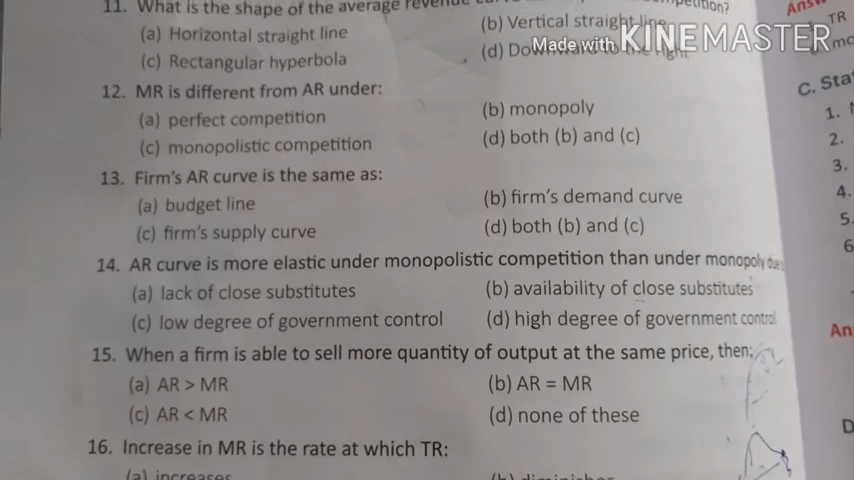 11. What is the shape of the average
(a) Horizontal straight line (b) Vertical straight line
(c) Rectangular hyperbola (d) to the right
Made with KINEMASTER
12. MR is different from AR under:
(a) perfect competition (b) monopoly
(c) monopolistic competition (d) both (b) and (c)
13. Firm's AR curve is the same as:
(a) budget line (b) firm's demand curve
(c) firm's supply curve (d) both (b) and (c)
14. AR curve is more elastic under monopolistic competition than under monopoly due
(a) lack of close substitutes (b) availability of close substitutes
(c) low degree of government control (d) high degree of government control
15. When a firm is able to sell more quantity of output at the same price, then:
(a) AR > MR (b) AR = MR
(c) AR < MR (d) none of these
16. Increase in MR is the rate at which TR:
(a) increases (b) diminishes
TR
C.
1.
2.
3.
4.
5.
6
D